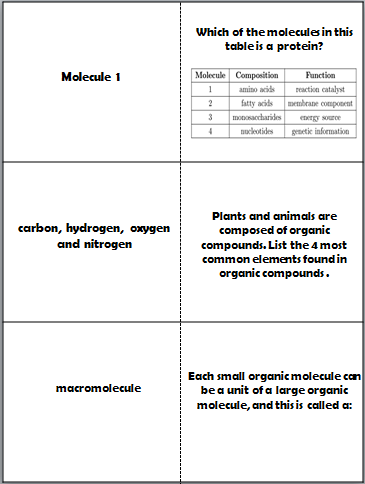 Molecule 1
Which of the molecules in this
table is a protein?
Molecule Composition Function
1 amino acids reaction catalyst
2 fatty acids membrane component
3 monosaccharides energy source
4 nucleotides genetic information
carbon, hydrogen, oxygen
and nitrogen
Plants and animals are
composed of organic
compounds. List the 4 most
common elements found in
organic compounds .
macromolecule
Each small organic molecule can
be a unit of a large organic
molecule, and this is called a: